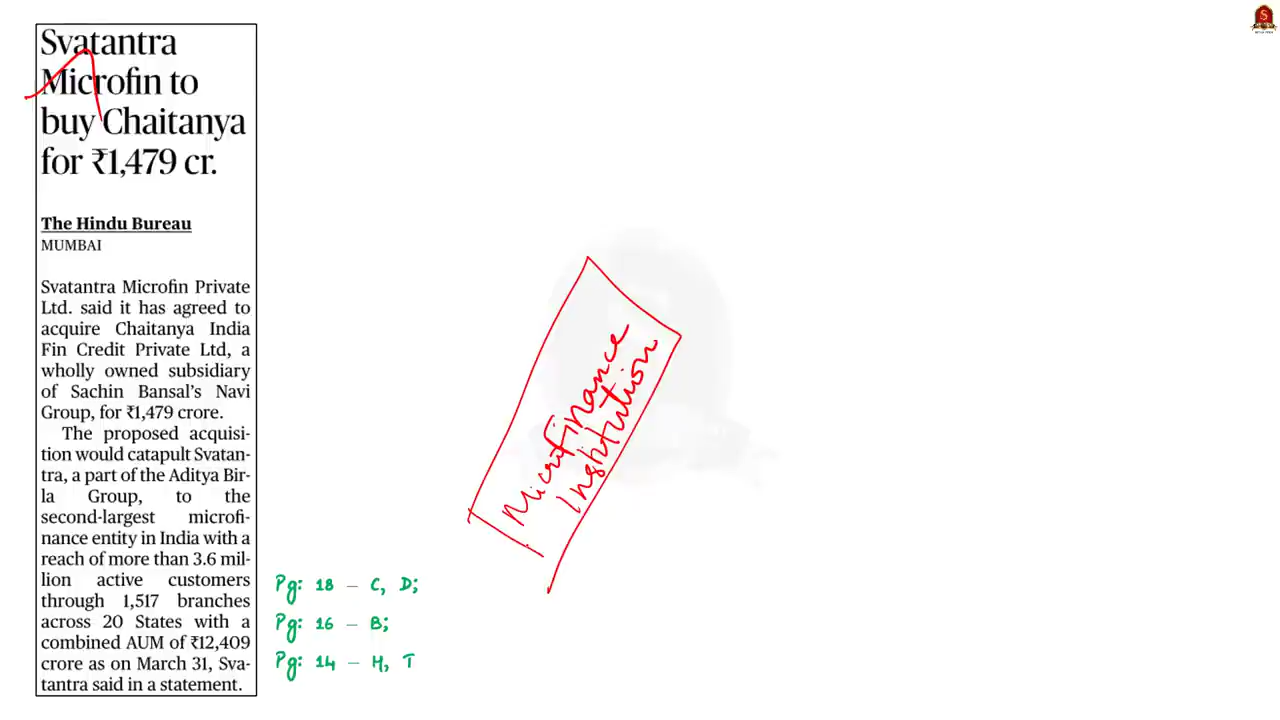 Svatantra
Microfin to
buy Chaitanya
for ₹1,479 cr.
The Hindu Bureau
MUMBAI
Svatantra Microfin Private
Ltd. said it has agreed to
acquire Chaitanya India
Fin Credit Private Ltd, a
wholly owned subsidiary
of Sachin Bansal's Navi
Group, for ₹1,479 crore.
The proposed acquisi-
tion would catapult Svatan-
tra, a part of the Aditya Bir-
la Group, to the
second-largest microfi-
nance entity in India with a
reach of more than 3.6 mil-
lion active customers
through 1,517 branches
across 20 States with a
combined AUM of ₹12,409
crore as on March 31, Sva-
tantra said in a statement.
Microfinance
Institution
Pg: 18 – C, D;
Pg: 16 – B;
Pg: 14 – H, T